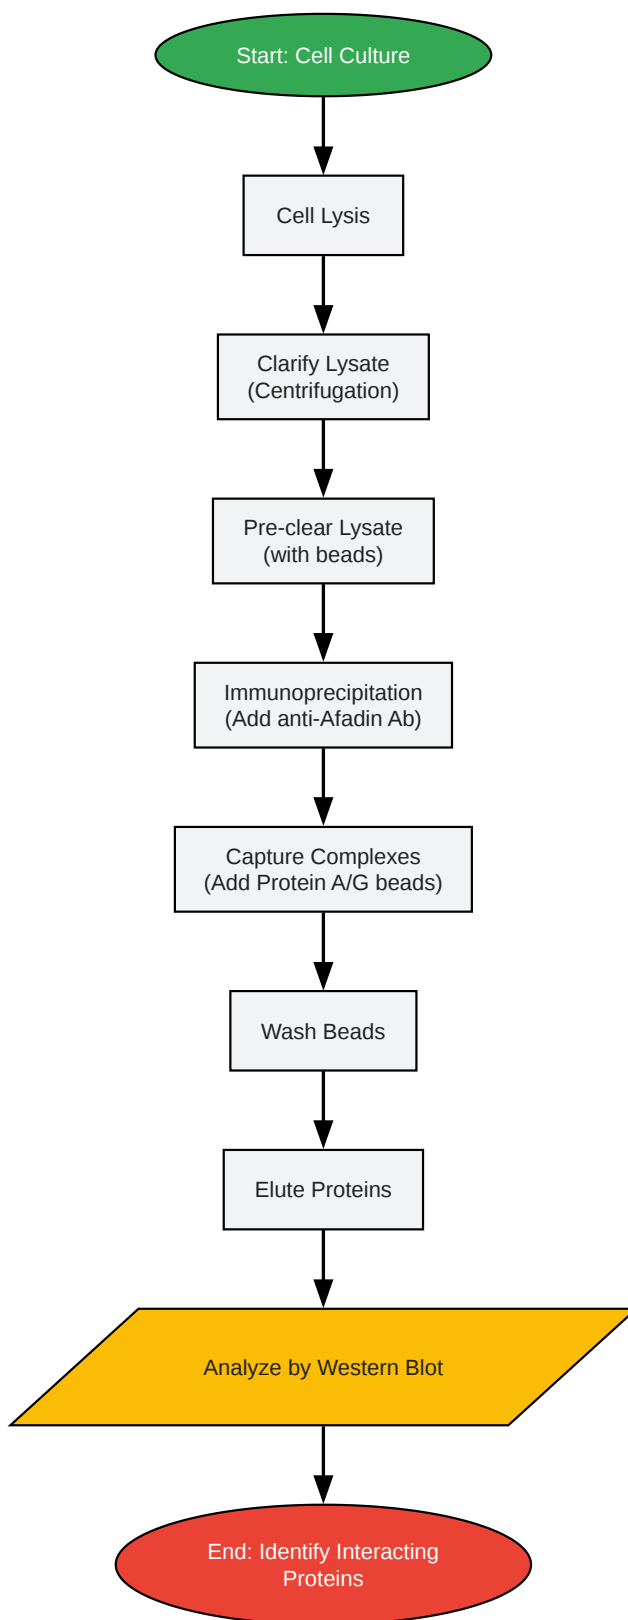 Start: Cell Culture
Cell Lysis
Clarify Lysate
(Centrifugation)
Pre-clear Lysate
(with beads)
Immunoprecipitation
(Add anti-Afadin Ab)
Capture Complexes
(Add Protein A/G beads)
Wash Beads
Elute Proteins
Analyze by Western Blot
End: Identify Interacting
Proteins